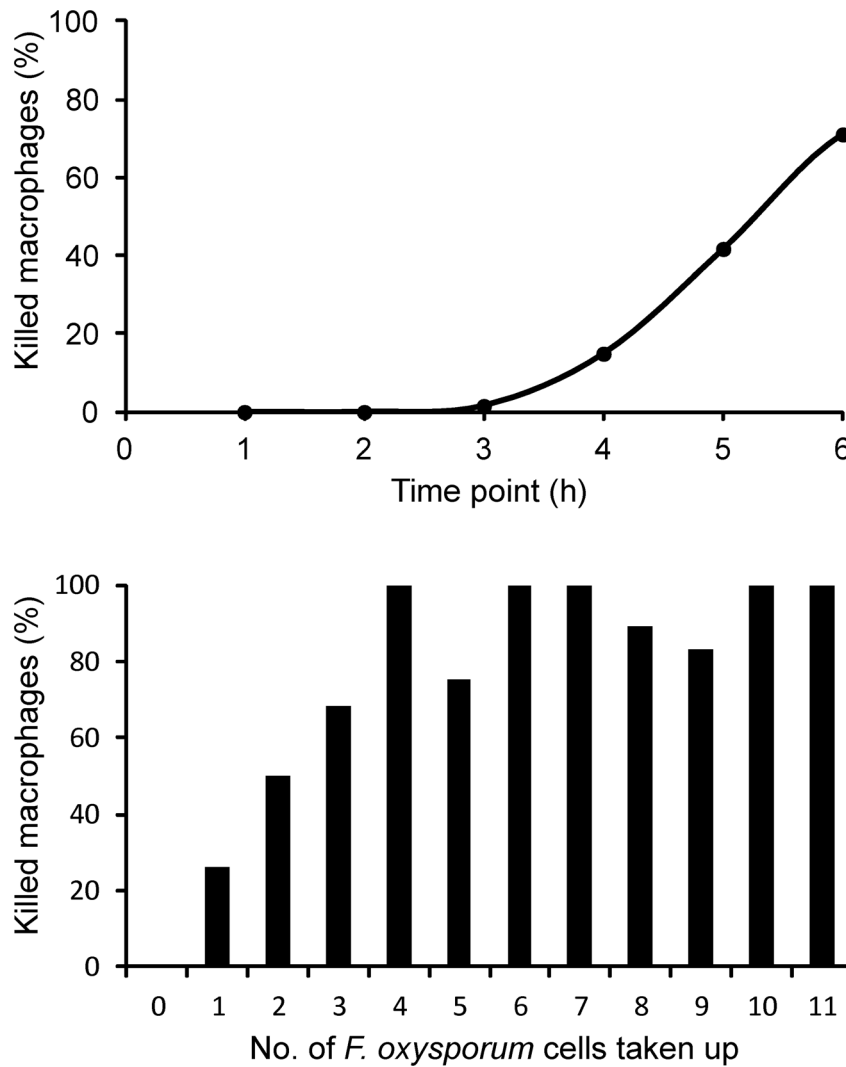 Killed macrophages (%)
100
80
60
40
20
0
0 1 2 3 4 5 6
Time point (h)
Killed macrophages (%)
100
80
60
40
20
0
0 1 2 3 4 5 6 7 8 9 10 11
No. of F. oxysporum cells taken up